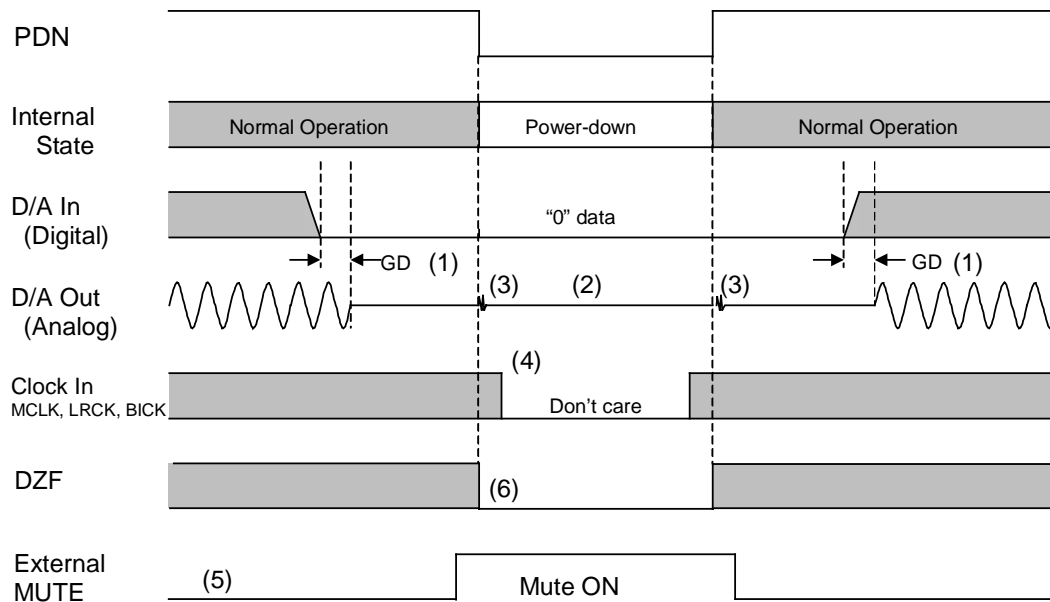 PDN
Internal
State
Normal Operation
Power-down
Normal Operation
D/A In
(Digital)
“0” data
GD (1)
GD (1)
D/A Out
(Analog)
(3)
(2)
(3)
(4)
Clock In
MCLK, LRCK, BICK
Don’t care
DZF
(6)
External
MUTE
(5)
Mute ON